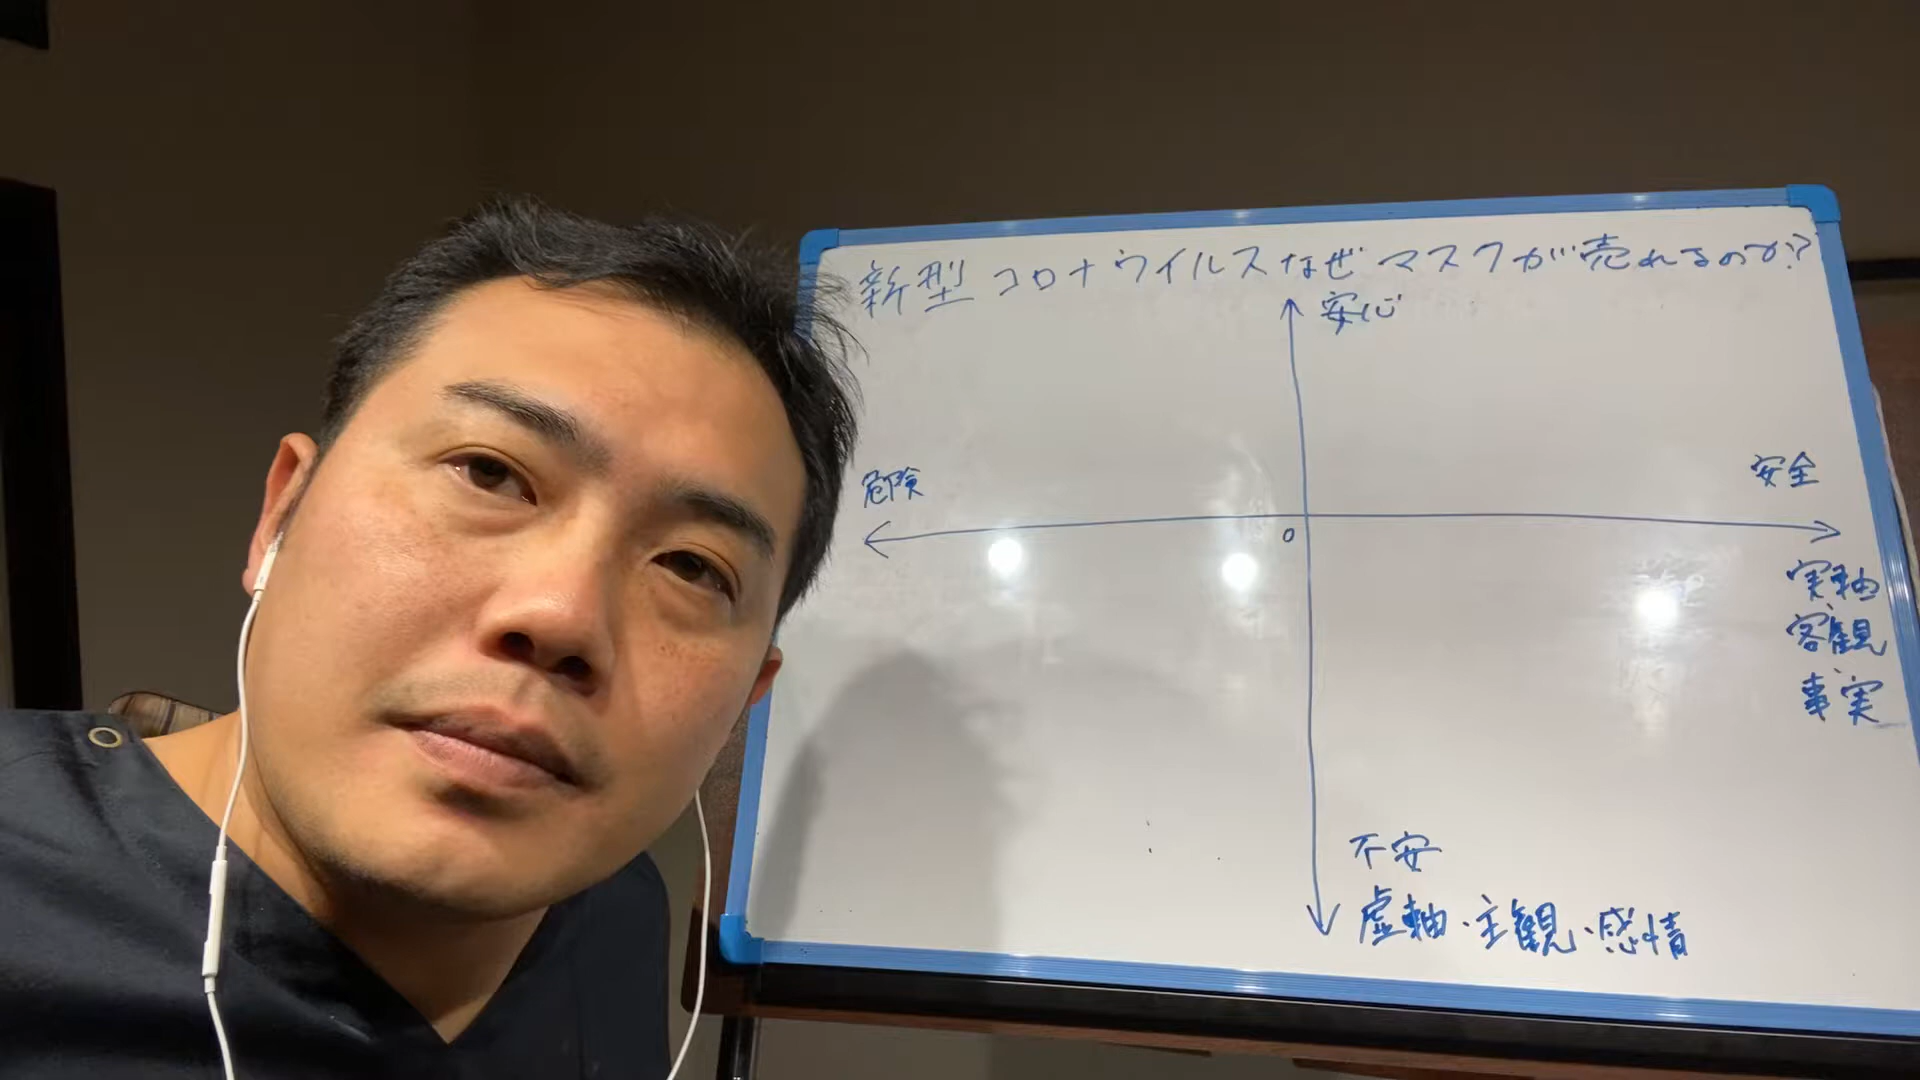 新型コロナウイルスなぜマスクが売れるのか?
安心
危険
安全
0
実軸
客観
事実
不安
虚軸・主観・感情